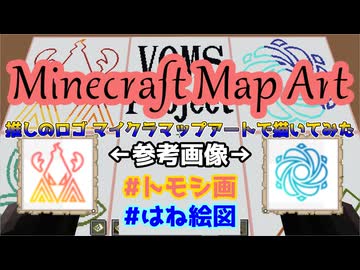 VOMS
Project
Minecraft Map Art
推しのロゴ マイクラマップアートで描いてみた
←参考画像→
#トモシ画
#はね絵図